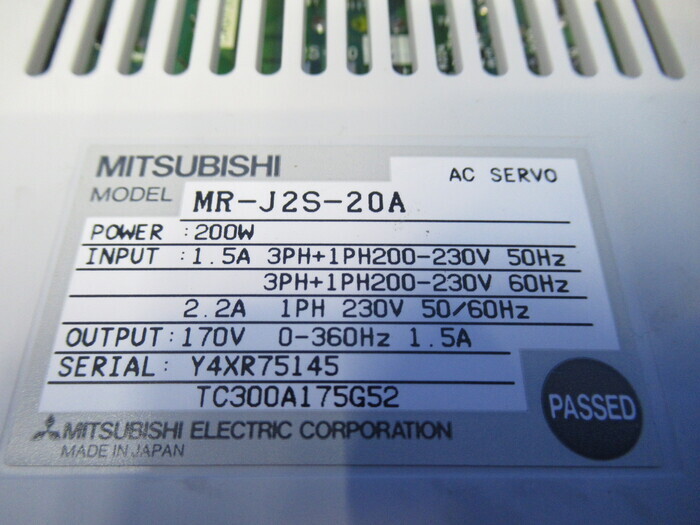 MITSUBISHI
AC SERVO
MODEL MR-J2S-20A
POWER : 200W
INPUT : 1.5A 3PH+1PH200-230V 50Hz
3PH+1PH200-230V 60Hz
2.2A 1PH 230V 50/60Hz
OUTPUT: 170V 0-360Hz 1.5A
SERIAL: Y4XR75145
TC300A175G52
PASSED
MITSUBISHI ELECTRIC CORPORATION
MADE IN JAPAN